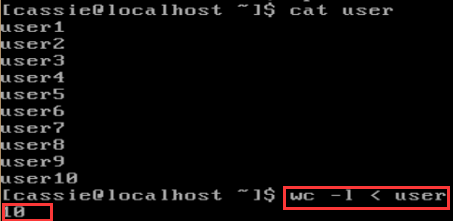 [cassie@localhost ~]$ cat user
user1
user2
user3
user4
user5
user6
user7
user8
user9
user10
[cassie@localhost ~]$ wc -l < user
10